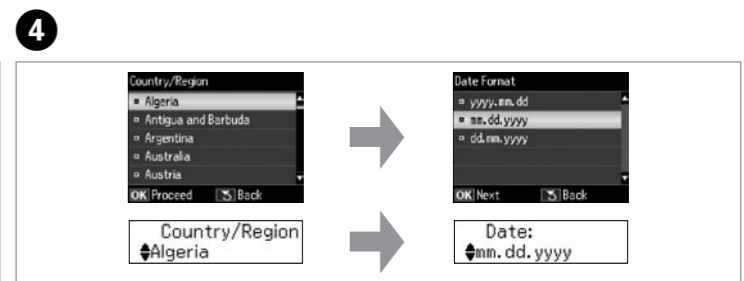 4
Country/Region
Algeria
Antigua and Barbuda
Argentina
Australia
Austria
OK Proceed Back
Date Format
yyyy.mm.dd
mm.dd.yyyy
dd.mm.yyyy
OK Next Back
Country/Region
Algeria
Date:
mm.dd.yyyy